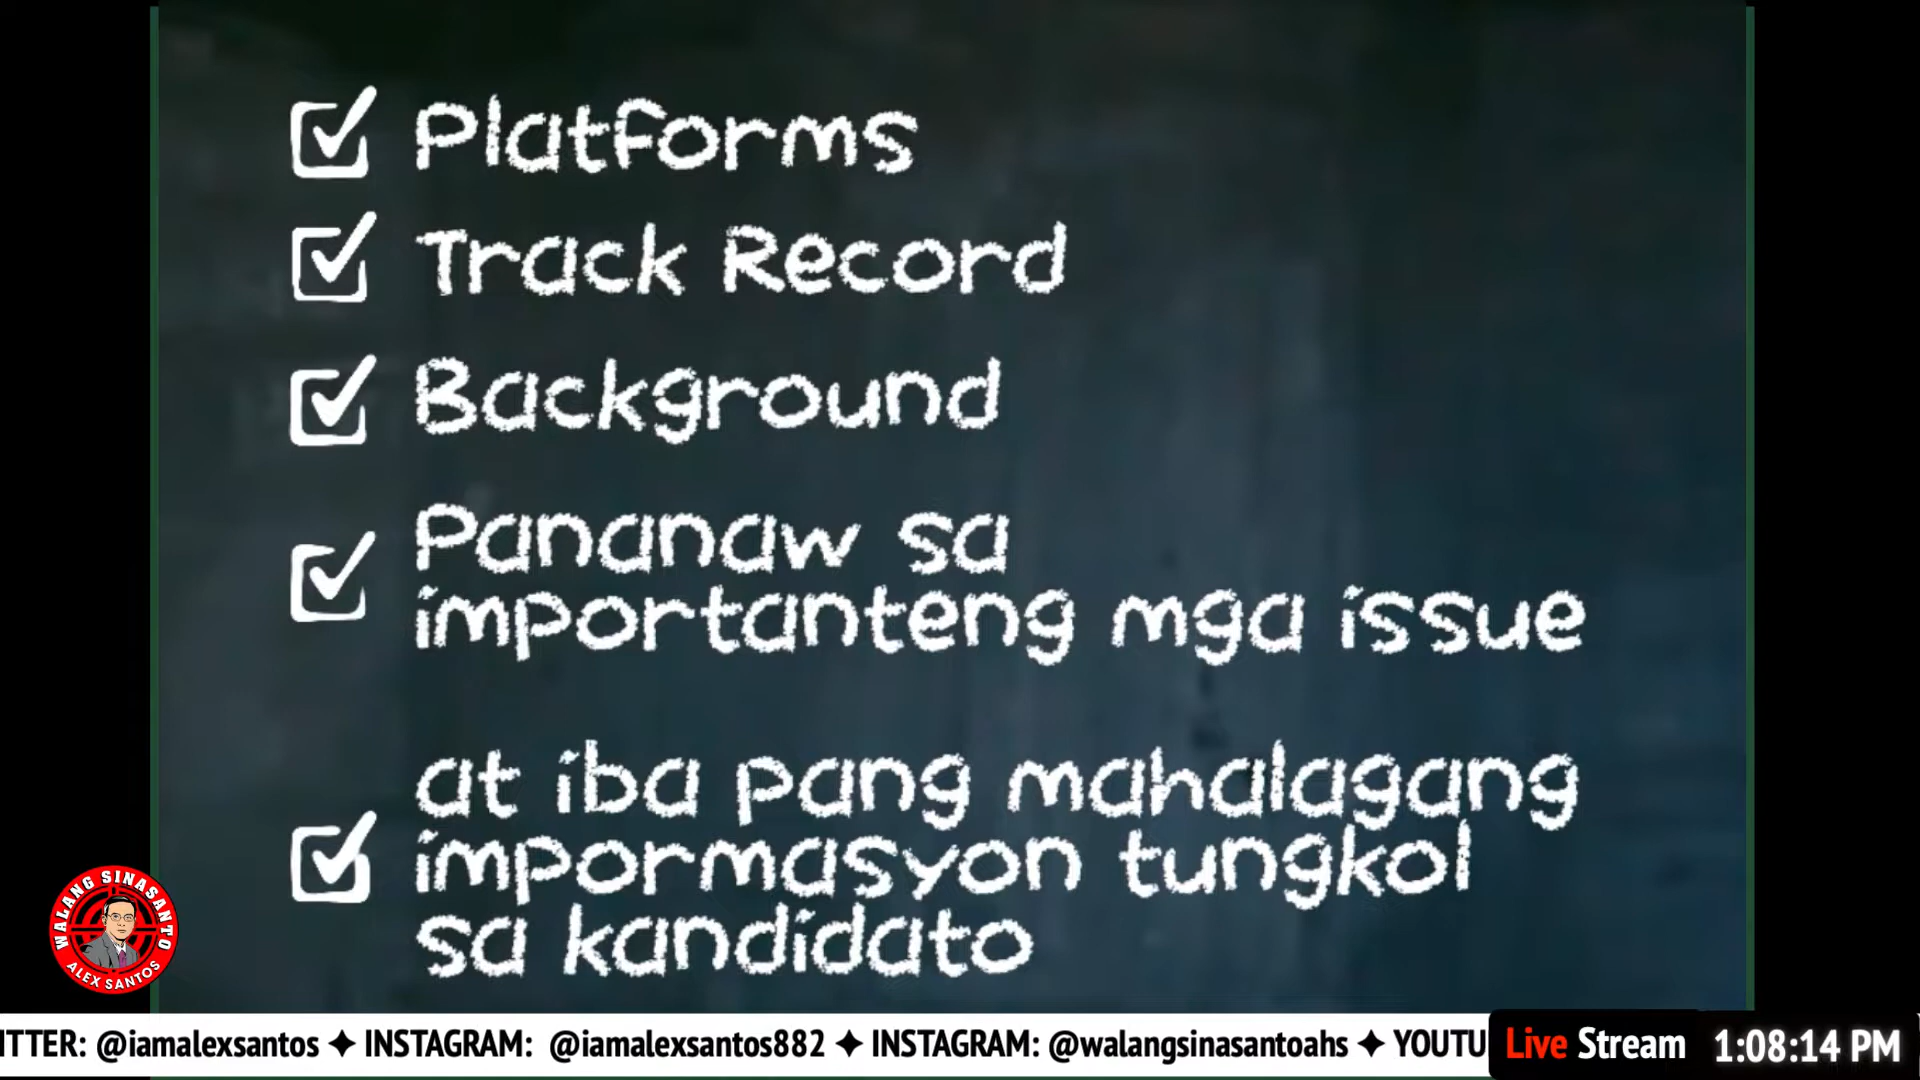 Platforms
Track Record
Background
Pananaw sa
importanteng mga issue
at iba pang mahalagang
impormasyon tungkol
sa kandidato
WALANG SINASANTO
ALEX SANTOS
ITTER: @iamalexsantos ✦ INSTAGRAM: @iamalexsantos882 ✦ INSTAGRAM: @walangsinasantoahs ✦ YOUTU
Live Stream 1:08:14 PM